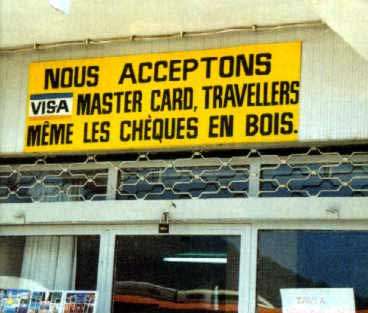 NOUS ACCEPTONS
VISA MASTER CARD, TRAVELLERS
MÊME LES CHÈQUES EN BOIS.